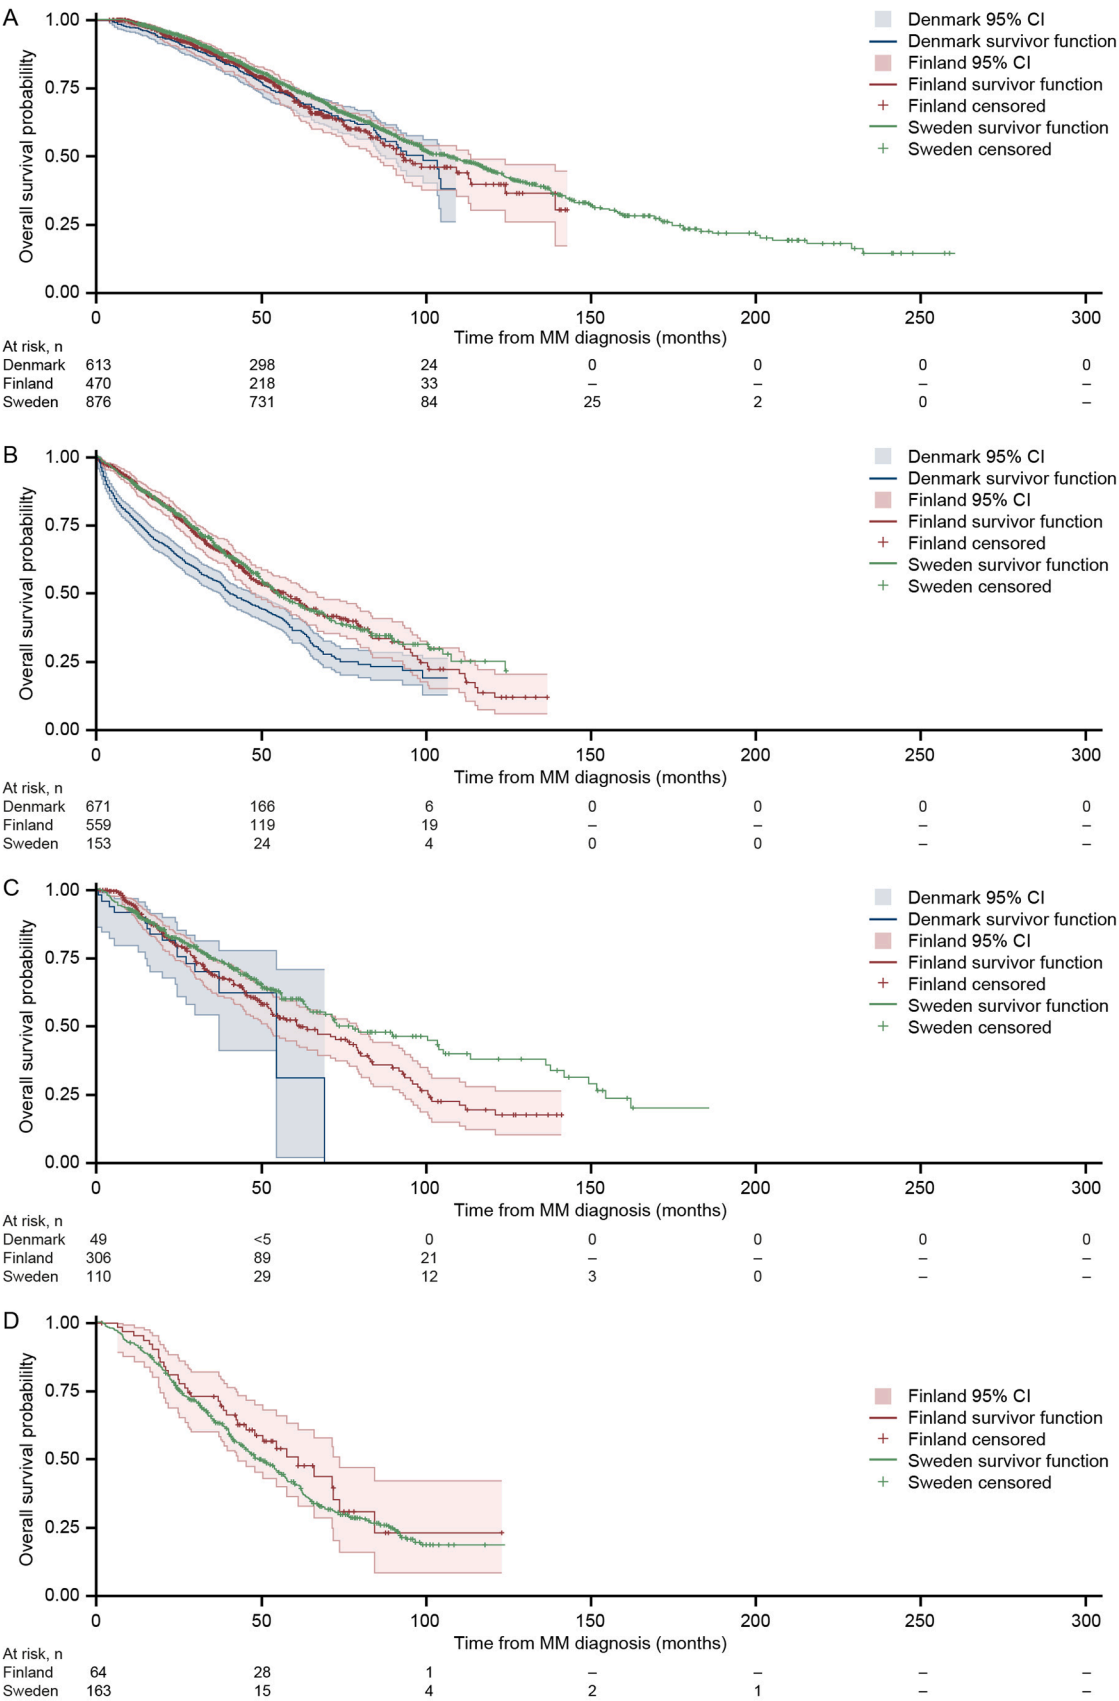 A
1.00
0.75
0.50
0.25
0.00
Overall survival probability
Denmark 95% CI
Denmark survivor function
Finland 95% CI
Finland survivor function
Finland censored
Sweden survivor function
Sweden censored
0 50 100 150 200 250 300
Time from MM diagnosis (months)
At risk, n
Denmark 613 298 24 0 0 0 0
Finland 470 218 33 – – – –
Sweden 876 731 84 25 2 0 –
B
1.00
0.75
0.50
0.25
0.00
Overall survival probability
Denmark 95% CI
Denmark survivor function
Finland 95% CI
Finland survivor function
Finland censored
Sweden survivor function
Sweden censored
0 50 100 150 200 250 300
Time from MM diagnosis (months)
At risk, n
Denmark 671 166 6 0 0 0 0
Finland 559 119 19 – – – –
Sweden 153 24 4 0 0 – –
C
1.00
0.75
0.50
0.25
0.00
Overall survival probability
Denmark 95% CI
Denmark survivor function
Finland 95% CI
Finland survivor function
Finland censored
Sweden survivor function
Sweden censored
0 50 100 150 200 250 300
Time from MM diagnosis (months)
At risk, n
Denmark 49 <5 0 0 0 0 0
Finland 306 89 21 – – – –
Sweden 110 29 12 3 0 – –
D
1.00
0.75
0.50
0.25
0.00
Overall survival probability
Finland 95% CI
Finland survivor function
Finland censored
Sweden survivor function
Sweden censored
0 50 100 150 200 250 300
Time from MM diagnosis (months)
At risk, n
Finland 64 28 1 – – – –
Sweden 163 15 4 2 1 – –